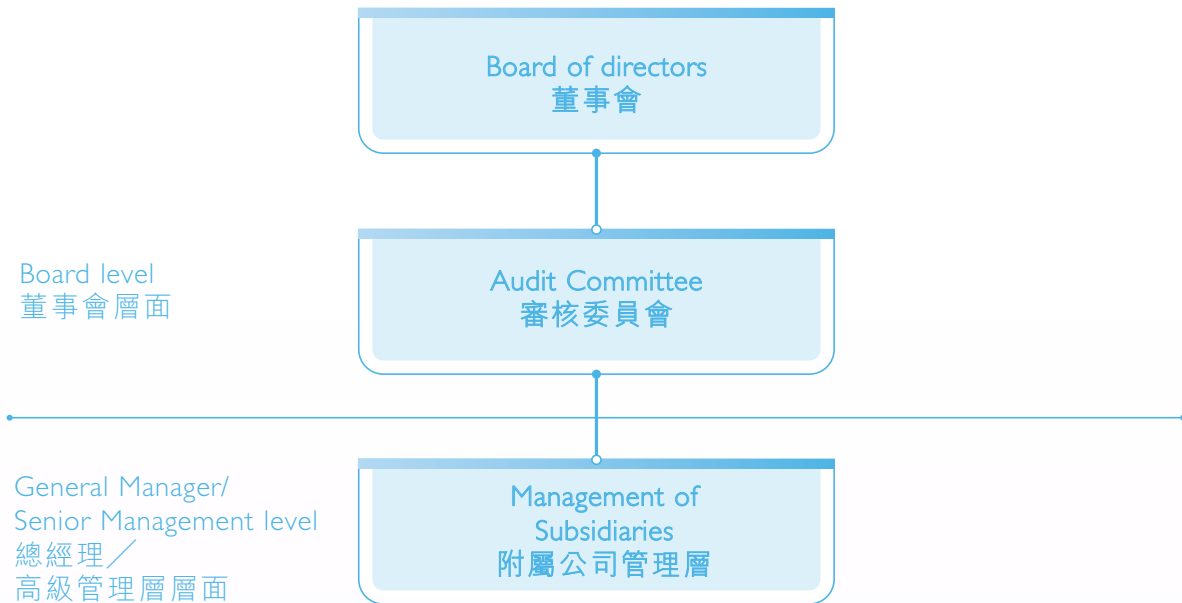 Board of directors
董事會
Board level
董事會層面
Audit Committee
審核委員會
General Manager/
Senior Management level
總經理／
高級管理層層面
Management of
Subsidiaries
附屬公司管理層